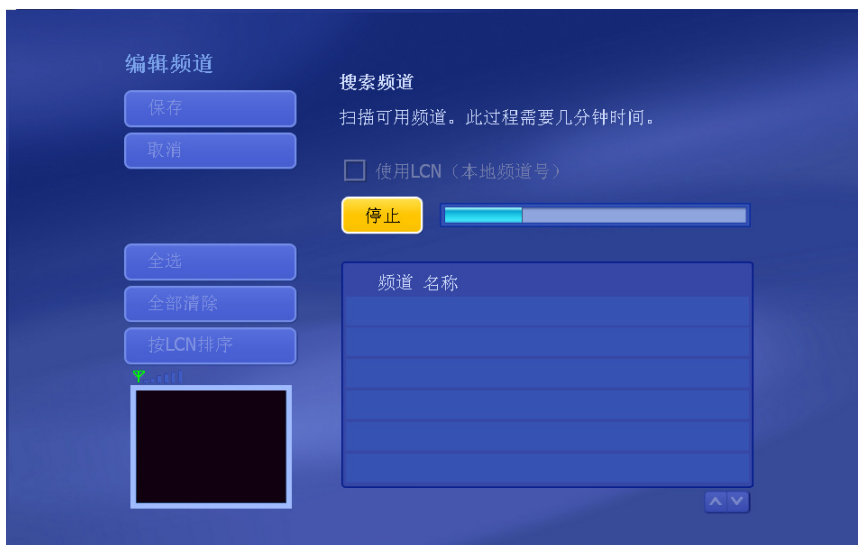 编辑频道
保存
取消
全选
全部清除
按LCN排序
搜索频道
扫描可用频道。此过程需要几分钟时间。
使用LCN（本地频道号）
停止
频道 名称